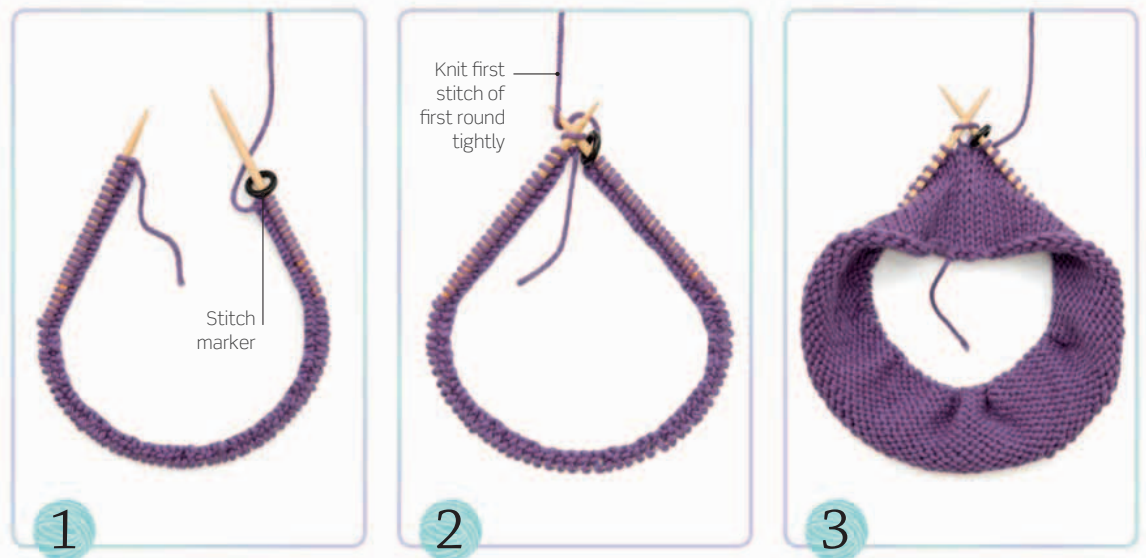 Stitch
marker
1
Knit first
stitch of
first round
tightly
2
3